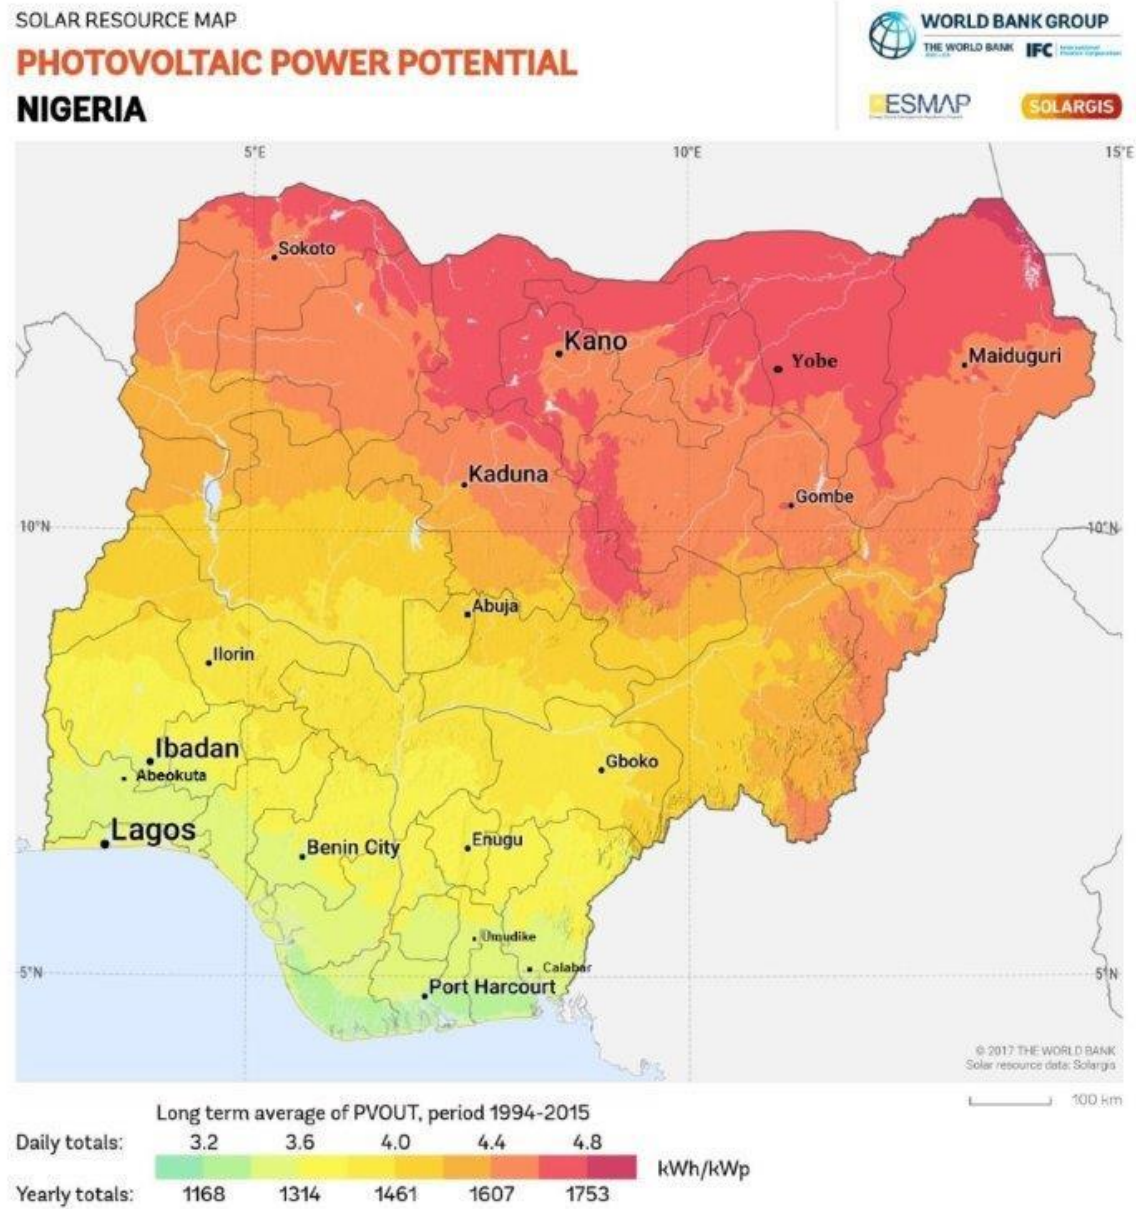 SOLAR RESOURCE MAP
PHOTOVOLTAIC POWER POTENTIAL
NIGERIA
WORLD BANK GROUP
THE WORLD BANK IFC International Finance Corporation
ESMAP
SOLARGIS
5°E 10°E 15°E
Sokoto
Kano
Yobe
Maiduguri
Kaduna
Gombe
10°N 10°N
Abuja
Ilorin
Ibadan
Gboko
Abeokuta
Lagos
Benin City
Enugu
Umudike
Calabar
5°N 5°N
Port Harcourt
© 2017 THE WORLD BANK
Solar resource data: Solargis
100 km
Long term average of PVOUT, period 1994-2015
Daily totals: 3.2 3.6 4.0 4.4 4.8
kWh/kWp
Yearly totals: 1168 1314 1461 1607 1753